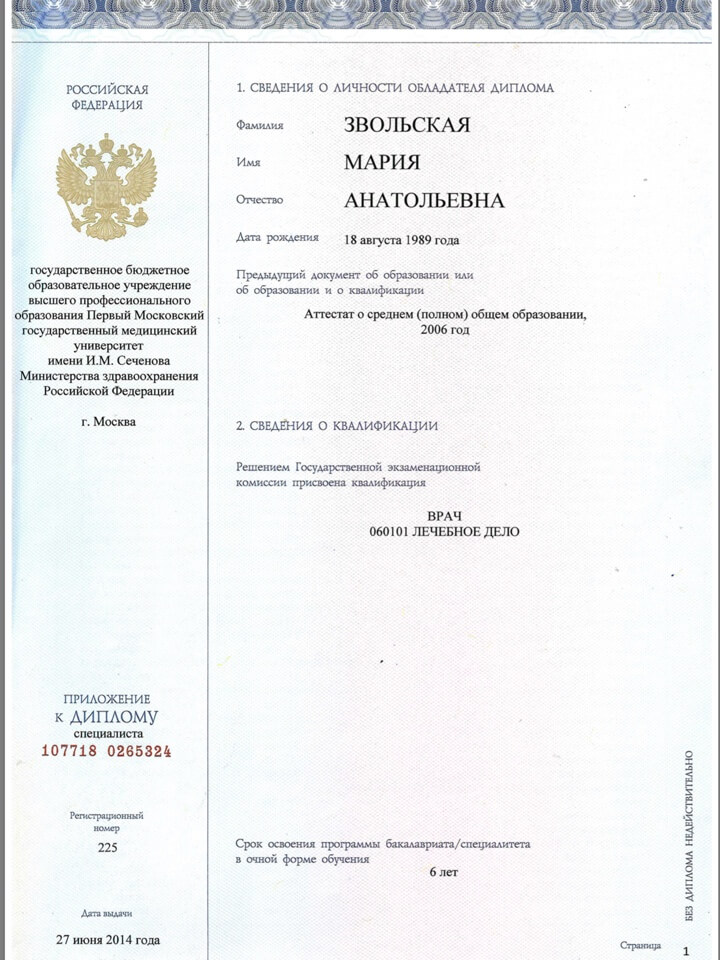 РОССИЙСКАЯ
ФЕДЕРАЦИЯ
государственное бюджетное
образовательное учреждение
высшего профессионального
образования Первый Московский
государственный медицинский
университет
имени И.М. Сеченова
Министерства здравоохранения
Российской Федерации
г. Москва
ПРИЛОЖЕНИЕ
к ДИПЛОМУ
специалиста
107718 0265324
Регистрационный
номер
225
Дата выдачи
27 июня 2014 года
1. СВЕДЕНИЯ О ЛИЧНОСТИ ОБЛАДАТЕЛЯ ДИПЛОМА
Фамилия ЗВОЛЬСКАЯ
Имя МАРИЯ
Отчество АНАТОЛЬЕВНА
Дата рождения 18 августа 1989 года
Предыдущий документ об образовании или
об образовании и о квалификации
Аттестат о среднем (полном) общем образовании,
2006 год
2. СВЕДЕНИЯ О КВАЛИФИКАЦИИ
Решением Государственной экзаменационной
комиссии присвоена квалификация
ВРАЧ
060101 ЛЕЧЕБНОЕ ДЕЛО
Срок освоения программы бакалавриата/специалитета
в очной форме обучения
6 лет
БЕЗ ДИПЛОМА НЕДЕЙСТВИТЕЛЬНО
Страница 1